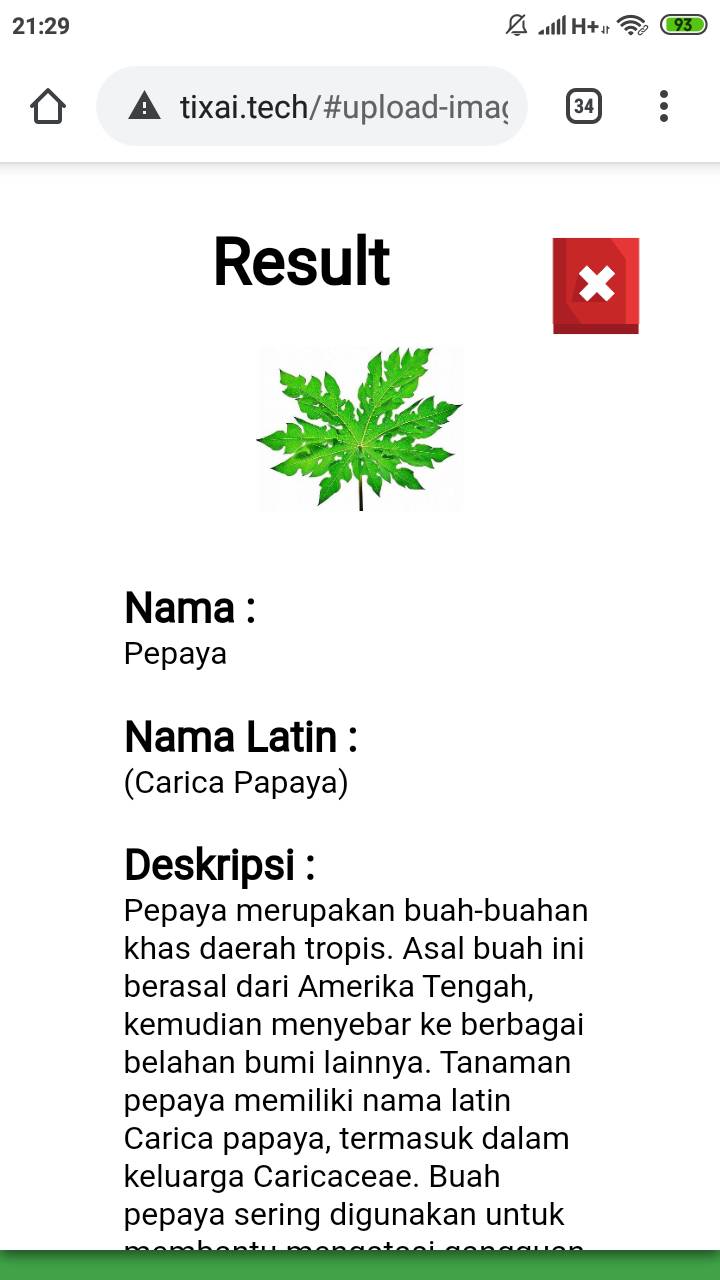 21:29
H+
93
tixai.tech/#upload-imag
34
Result
Nama :
Pepaya
Nama Latin :
(Carica Papaya)
Deskripsi :
Pepaya merupakan buah-buahan
khas daerah tropis. Asal buah ini
berasal dari Amerika Tengah,
kemudian menyebar ke berbagai
belahan bumi lainnya. Tanaman
pepaya memiliki nama latin
Carica papaya, termasuk dalam
keluarga Caricaceae. Buah
pepaya sering digunakan untuk